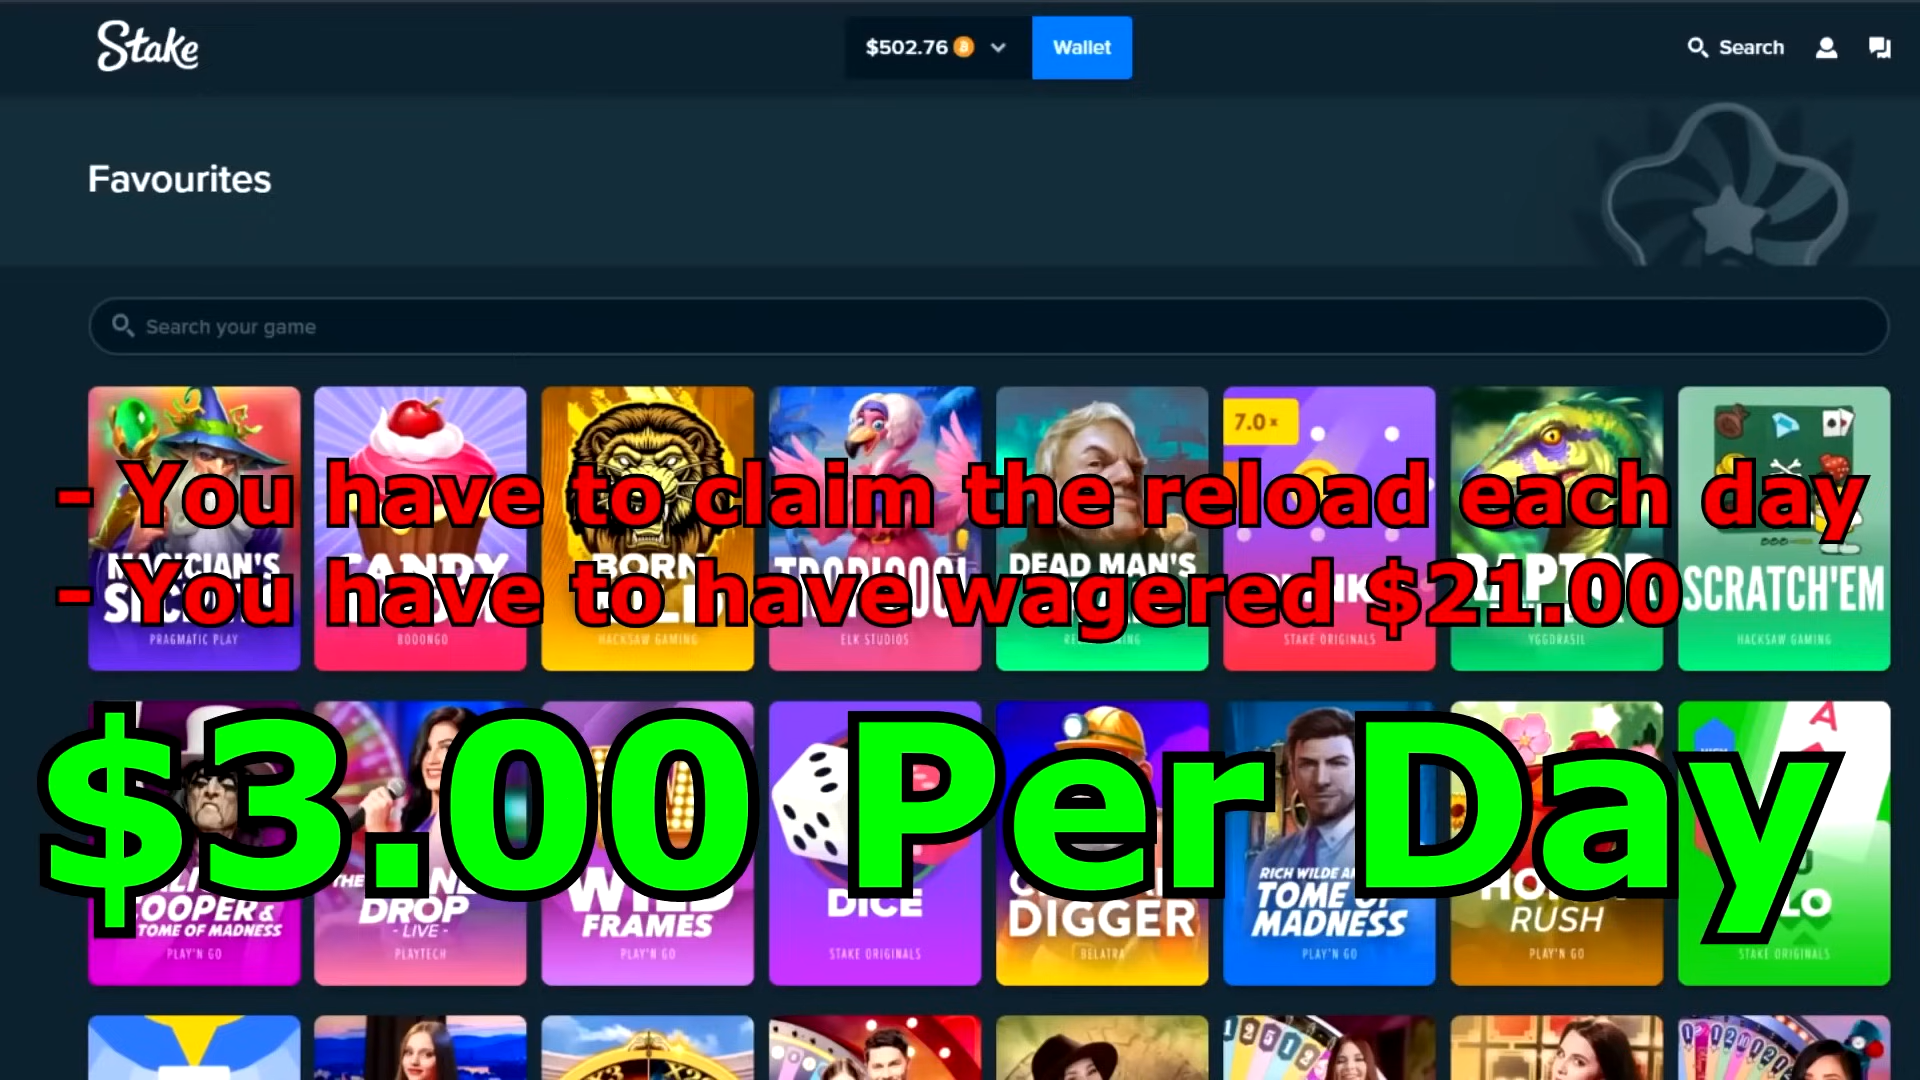 Stake
$502.76
Wallet
Search
Favourites
Search your game
7.0×
- You have to claim the reload each day
- You have to have wagered $21.00
DEAD MAN'S
SCRATCH'EM
PRAGMATIC PLAY
BOOONGO
HACKSAW GAMING
ELK STUDIOS
STAKE ORIGINALS
YGGDRASIL
HACKSAW GAMING
$3.00 Per Day
COOPER &
TOME OF MADNESS
PLAY'N GO
DROP
- LIVE -
PLAYTECH
WILD
FRAMES
PLAY'N GO
DICE
STAKE ORIGINALS
DIGGER
BELATRA
RICH WILDE
TOME OF
MADNESS
PLAY'N GO
RUSH
PLAY'N GO
A
STAKE ORIGINALS